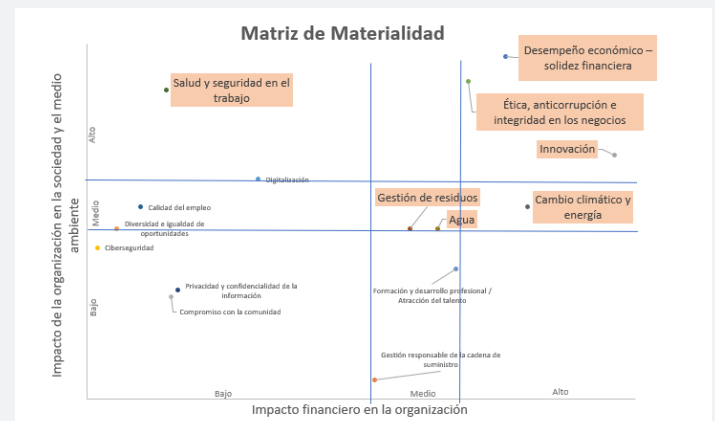 Matriz de Materialidad
Desempeño económico –
solidez financiera
Salud y seguridad en el
trabajo
Ética, anticorrupción e
integridad en los negocios
Innovación
Digitalización
Gestión de residuos
Cambio climático y
energía
Calidad del empleo
Agua
Diversidad e igualdad de
oportunidades
Ciberseguridad
Privacidad y confidencialidad de la
información
Formación y desarrollo profesional /
Atracción del talento
Compromiso con la comunidad
Gestión responsable de la cadena de
suministro
Impacto de la organización en la sociedad y el medio
ambiente
Alto
Medio
Bajo
Bajo
Medio
Alto
Impacto financiero en la organización